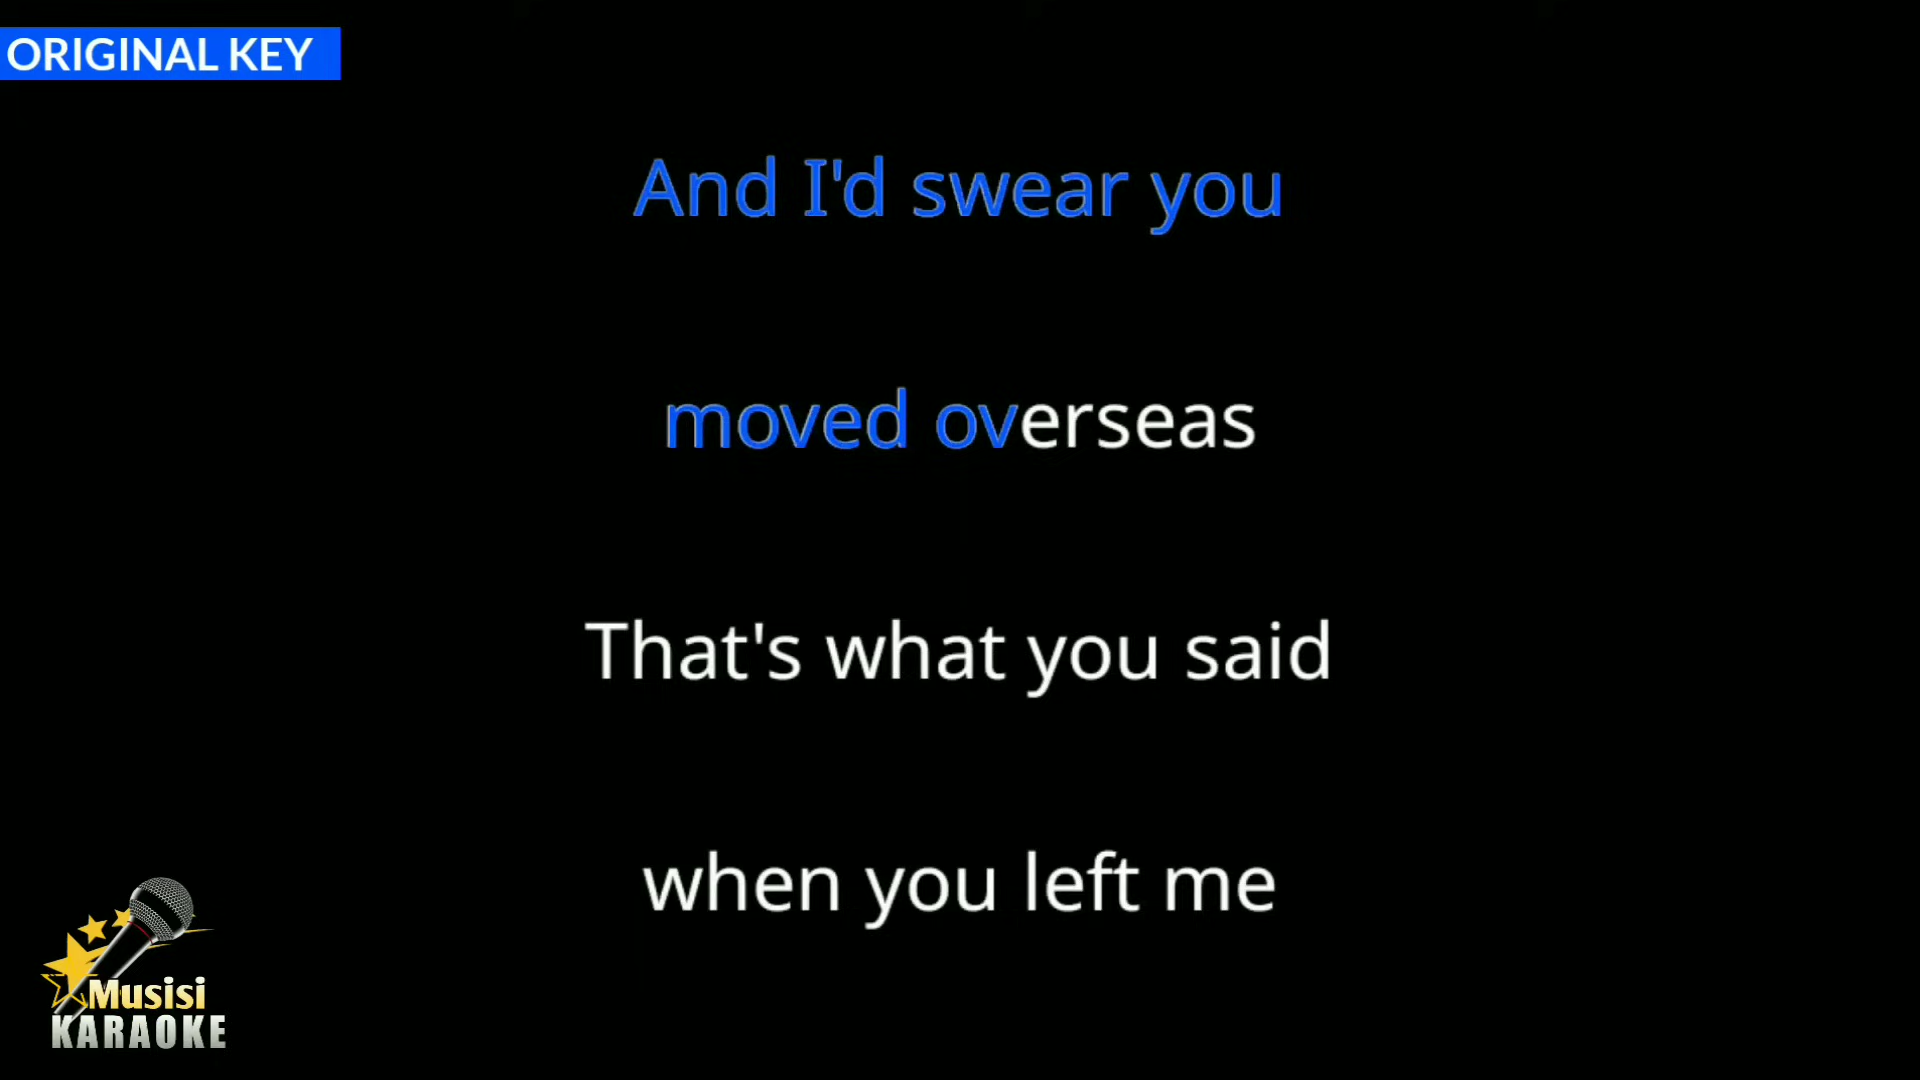 ORIGINAL KEY
And I'd swear you
moved overseas
That's what you said
when you left me
Musisi
KARAOKE